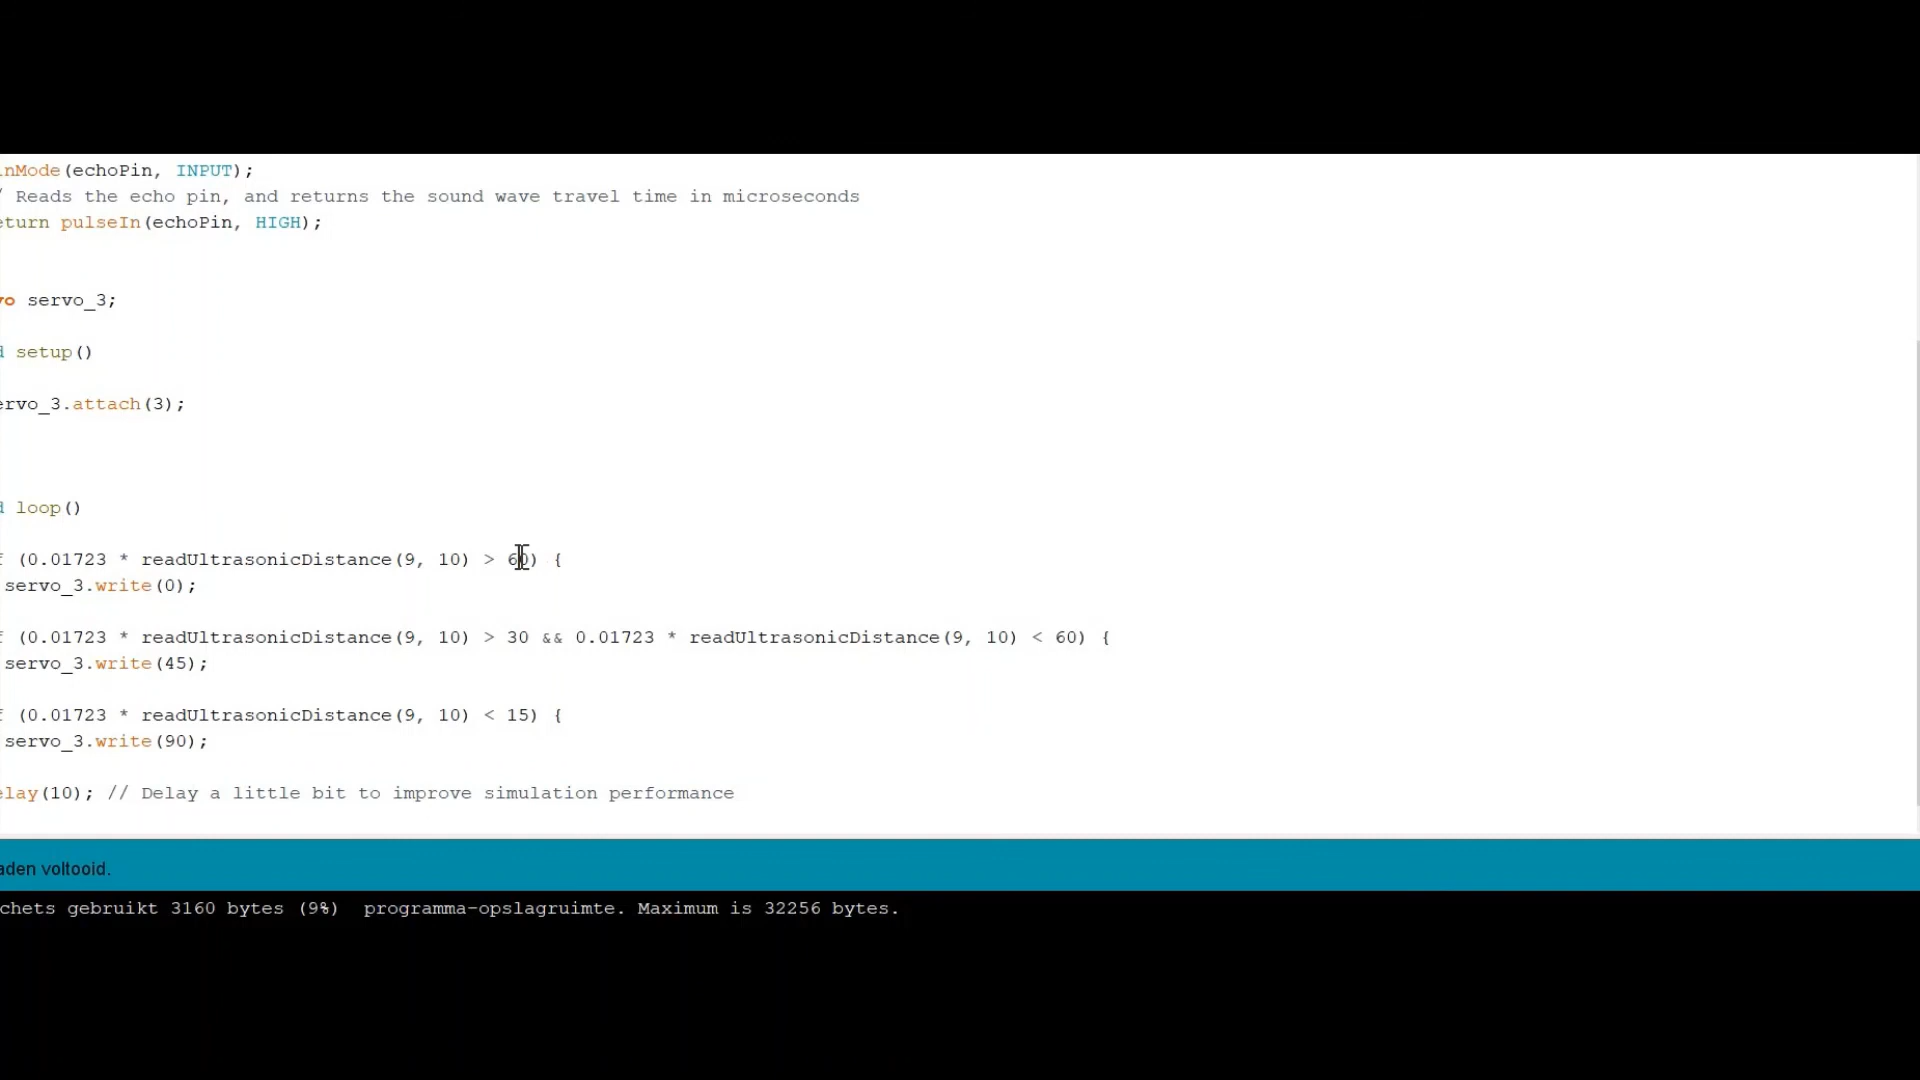 inMode(echoPin, INPUT);
/ Reads the echo pin, and returns the sound wave travel time in microseconds
eturn pulseIn(echoPin, HIGH);
vo servo_3;
d setup()
ervo_3.attach(3);
d loop()
f (0.01723 * readUltrasonicDistance(9, 10) > 60) {
servo_3.write(0);
f (0.01723 * readUltrasonicDistance(9, 10) > 30 && 0.01723 * readUltrasonicDistance(9, 10) < 60) {
servo_3.write(45);
f (0.01723 * readUltrasonicDistance(9, 10) < 15) {
servo_3.write(90);
elay(10); // Delay a little bit to improve simulation performance
aden voltooid.
chets gebruikt 3160 bytes (9%) programma-opslagruimte. Maximum is 32256 bytes.